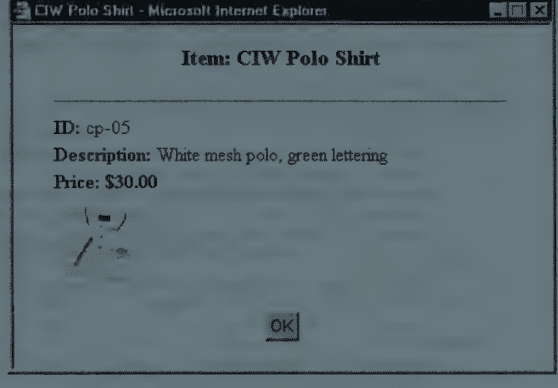 CIW Polo Shirt - Microsoft Internet Explorer
Item: CIW Polo Shirt
ID: cp-05
Description: White mesh polo, green lettering
Price: $30.00
OK